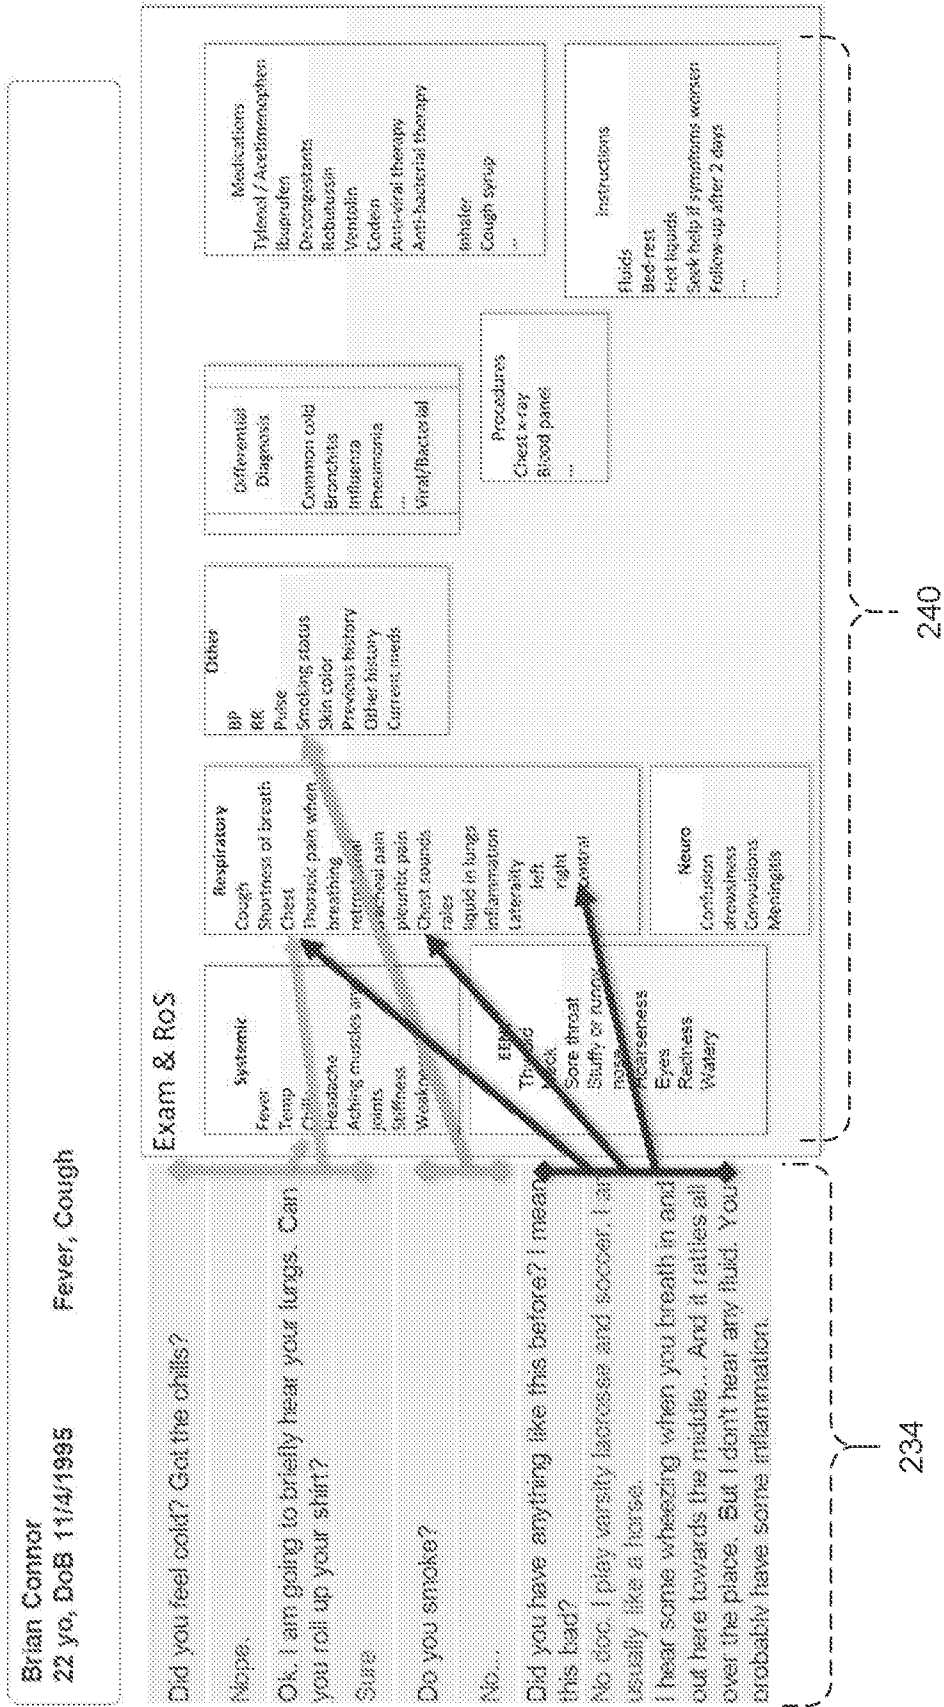 Brian Connor
22 yo, DoB 11/4/1995 Fever, Cough
Did you feel cold? Got the chills?
Nope.
Ok. I am going to briefly hear your lungs. Can
you roll up your shirt?
Sure
Do you smoke?
No...
Did you have anything like this before? I mean
this bad?
No doc. I play varsity lacrosse and soccer. I am
usually like a horse.
I hear some wheezing when you breath in and
out here towards the middle... And it rattles all
over the place. But I don't hear any fluid. You
probably have some inflammation.
234
Exam & RoS
Systemic
Fever
Temp
Chills
Headache
Aching muscles and
joints
Stiffness
Weakness
Neck
Sore throat
Stuffy or runny
nose
Hoarseness
Eyes
Redness
Watery
Respiratory
Cough
Shortness of breath
Chest
Thoracic pain when
breathing
retrosternal
tracheal pain
pleuritic pain
Chest sounds
rales
liquid in lungs
inflammation
Laterality
left
right
central
Neuro
Confusion
drowsiness
Convulsions
Meningitis
Other
BP
RR
Pulse
Smoking status
Skin color
Previous history
Other history
Current meds
Differential
Diagnosis
Common cold
Bronchitis
Influenza
Pneumonia
...
Viral/Bacterial
Procedures
Chest x-ray
Blood panel
...
Medications
Tylenol / Acetimenophen
Ibuprufen
Decongestants
Robutussin
Ventolin
Codein
Anti-viral therapy
Anti-bacterial therapy
Inhaler
Cough syrup
...
Instructions
Fluids
Bed-rest
Hot liquids
Seek help if symptoms worsen
Follow-up after 2 days
...
240